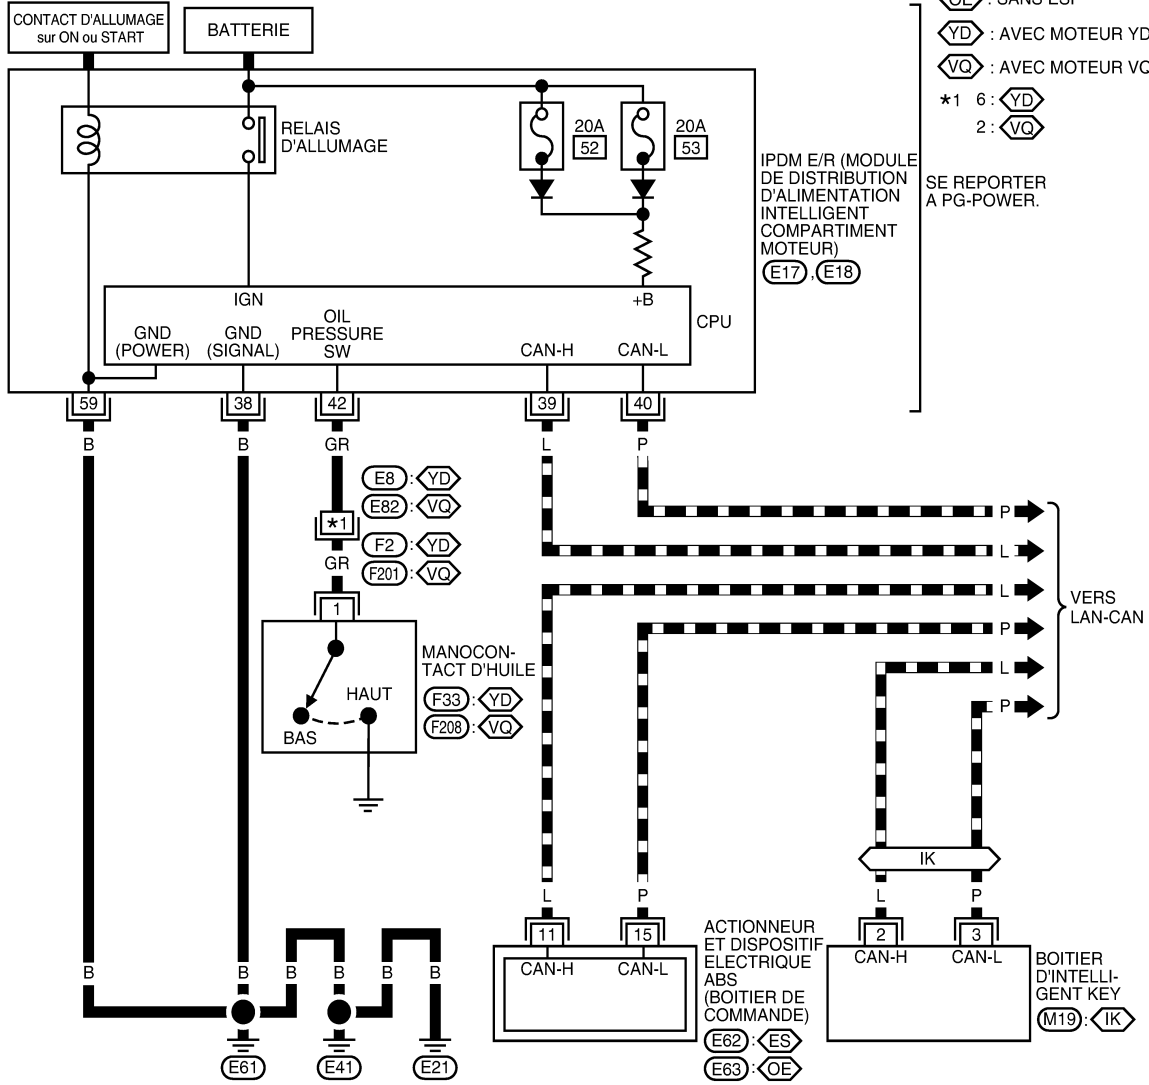 CONTACT D'ALLUMAGE
sur ON ou START
BATTERIE
: SANS ESP
YD : AVEC MOTEUR YD
VQ : AVEC MOTEUR VQ
*1 6 : YD
2 : VQ
RELAIS
D'ALLUMAGE
20A
52
20A
53
IPDM E/R (MODULE
DE DISTRIBUTION
D'ALIMENTATION
INTELLIGENT
COMPARTIMENT
MOTEUR)
E17 , E18
SE REPORTER
A PG-POWER.
IGN
+B
CPU
GND
(POWER)
GND
(SIGNAL)
OIL
PRESSURE
SW
CAN-H
CAN-L
59
38
42
39
40
B
B
GR
L
P
E8 : YD
E82 : VQ
*1
F2 : YD
F201 : VQ
GR
1
P
L
L
P
L
P
VERS
LAN-CAN
MANOCON-
TACT D'HUILE
F33 : YD
F208 : VQ
HAUT
BAS
IK
L
P
L
P
11
15
2
3
CAN-H
CAN-L
CAN-H
CAN-L
ACTIONNEUR
ET DISPOSITIF
ELECTRIQUE
ABS
(BOITIER DE
COMMANDE)
E62 : ES
E63 : OE
BOITIER
D'INTELLI-
GENT KEY
M19 : IK
B
B
B
B
B
B
E61
E41
E21